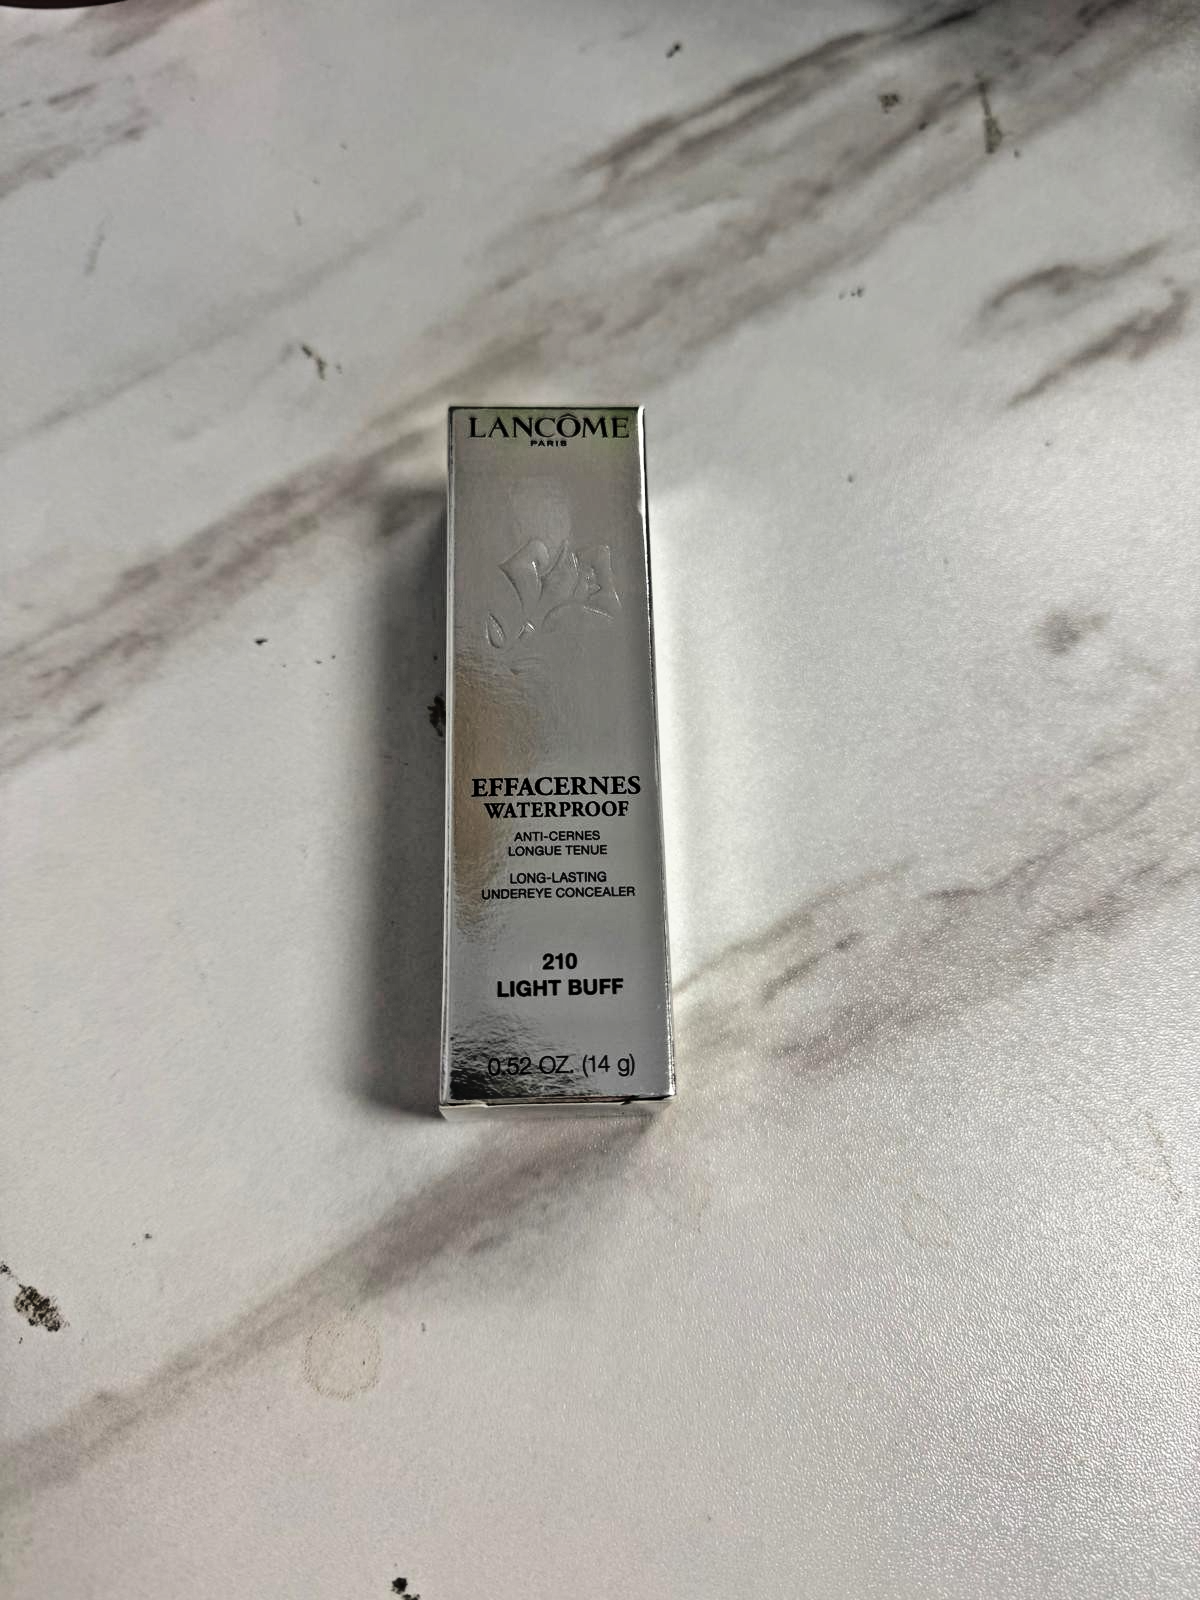 LANCÔME
PARIS
EFFACERNES
WATERPROOF
ANTI-CERNES
LONGUE TENUE
LONG-LASTING
UNDEREYE CONCEALER
210
LIGHT BUFF
0.52 OZ. (14 g)